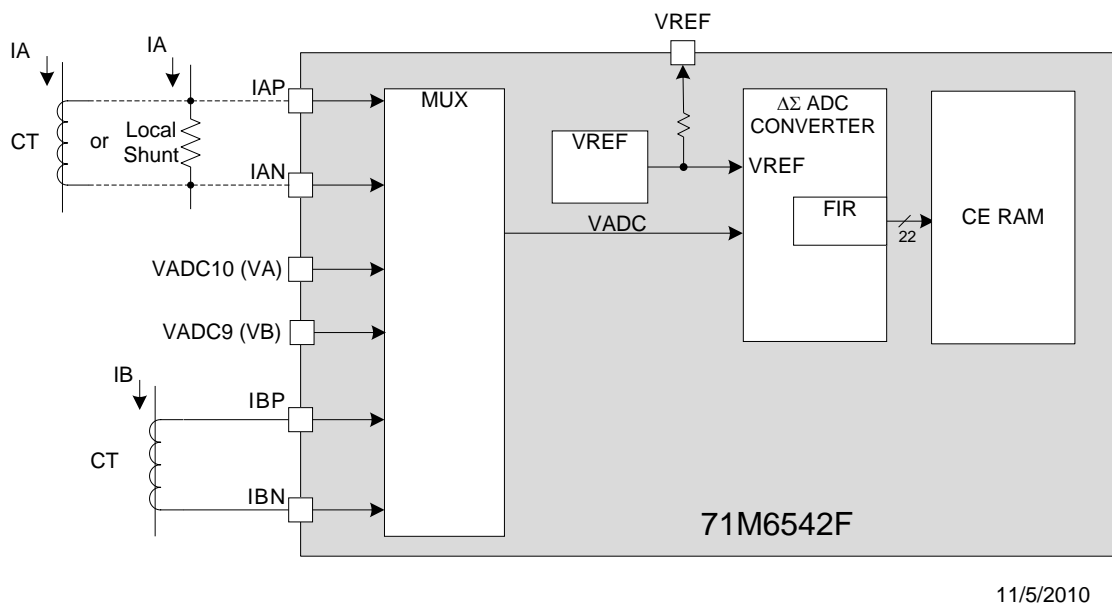 VREF
IA
IA
IAP
MUX
ΔΣ ADC
CONVERTER
CT
or
Local
Shunt
VREF
VREF
IAN
FIR
CE RAM
VADC
22
VADC10 (VA)
VADC9 (VB)
IB
IBP
CT
IBN
71M6542F
11/5/2010